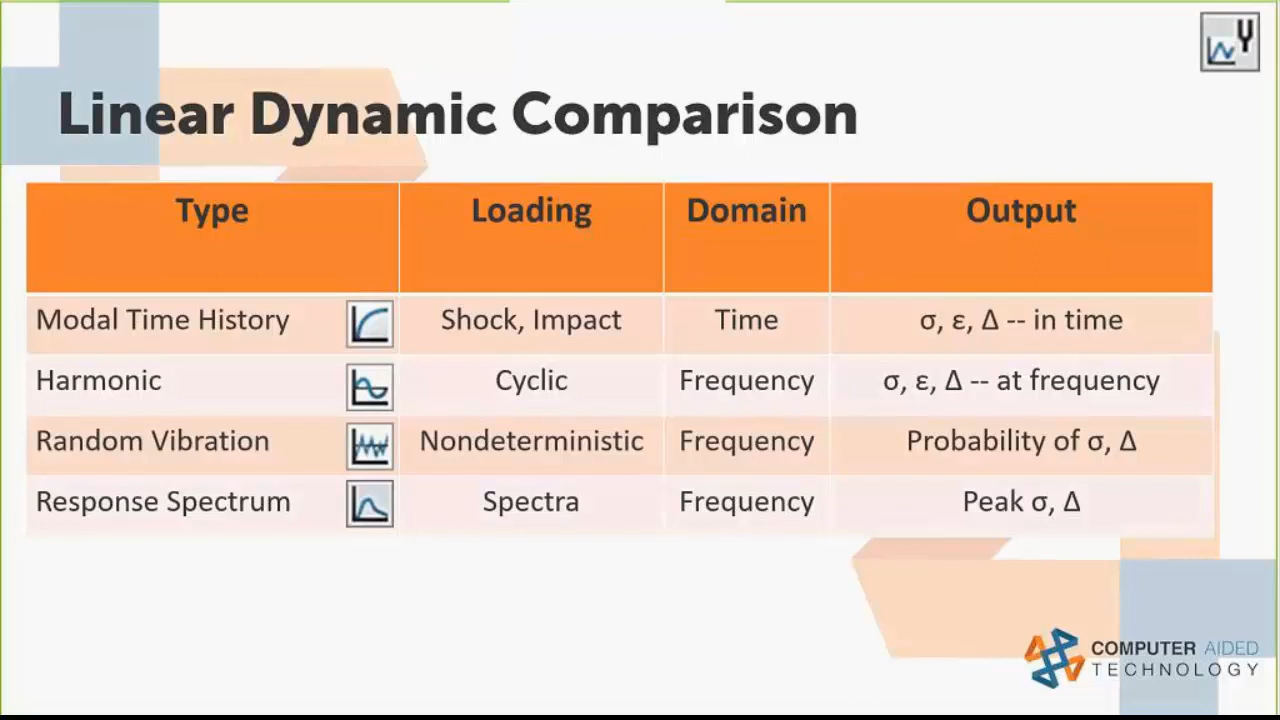 Linear Dynamic Comparison
Type Loading Domain Output
Modal Time History Shock, Impact Time σ, ε, Δ -- in time
Harmonic Cyclic Frequency σ, ε, Δ -- at frequency
Random Vibration Nondeterministic Frequency Probability of σ, Δ
Response Spectrum Spectra Frequency Peak σ, Δ
COMPUTER AIDED
TECHNOLOGY